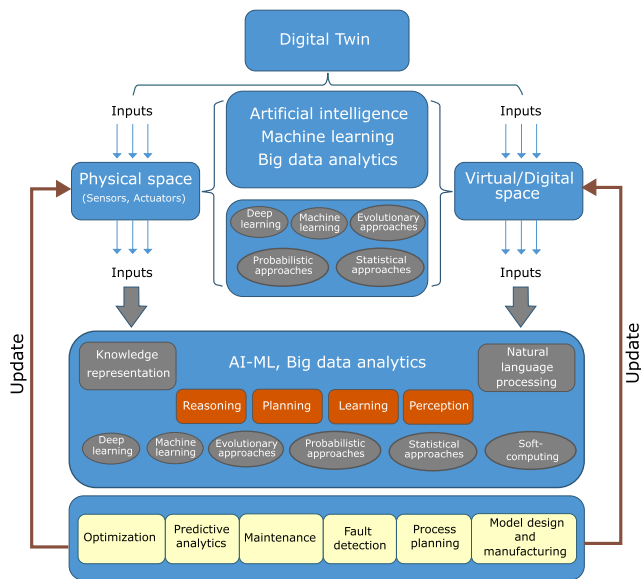 Digital Twin
Inputs
Artificial intelligence
Machine learning
Big data analytics
Inputs
Physical space
(Sensors, Actuators)
Virtual/Digital
space
Deep
learning
Machine
learning
Evolutionary
approaches
Probabilistic
approaches
Statistical
approaches
Inputs
Inputs
Update
Update
Knowledge
representation
AI-ML, Big data analytics
Natural
language
processing
Reasoning
Planning
Learning
Perception
Deep
learning
Machine
learning
Evolutionary
approaches
Probabilistic
approaches
Statistical
approaches
Soft-
computing
Optimization
Predictive
analytics
Maintenance
Fault
detection
Process
planning
Model design and
manufacturing